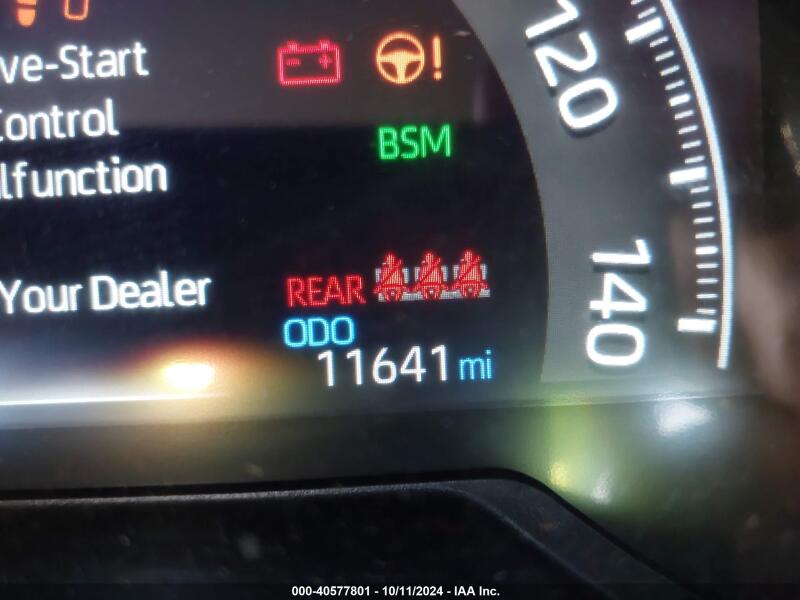 ve-Start
Control
lfunction
BSM
Your Dealer
REAR
ODO
11641 mi
120
140
000-40577801 - 10/11/2024 - IAA Inc.